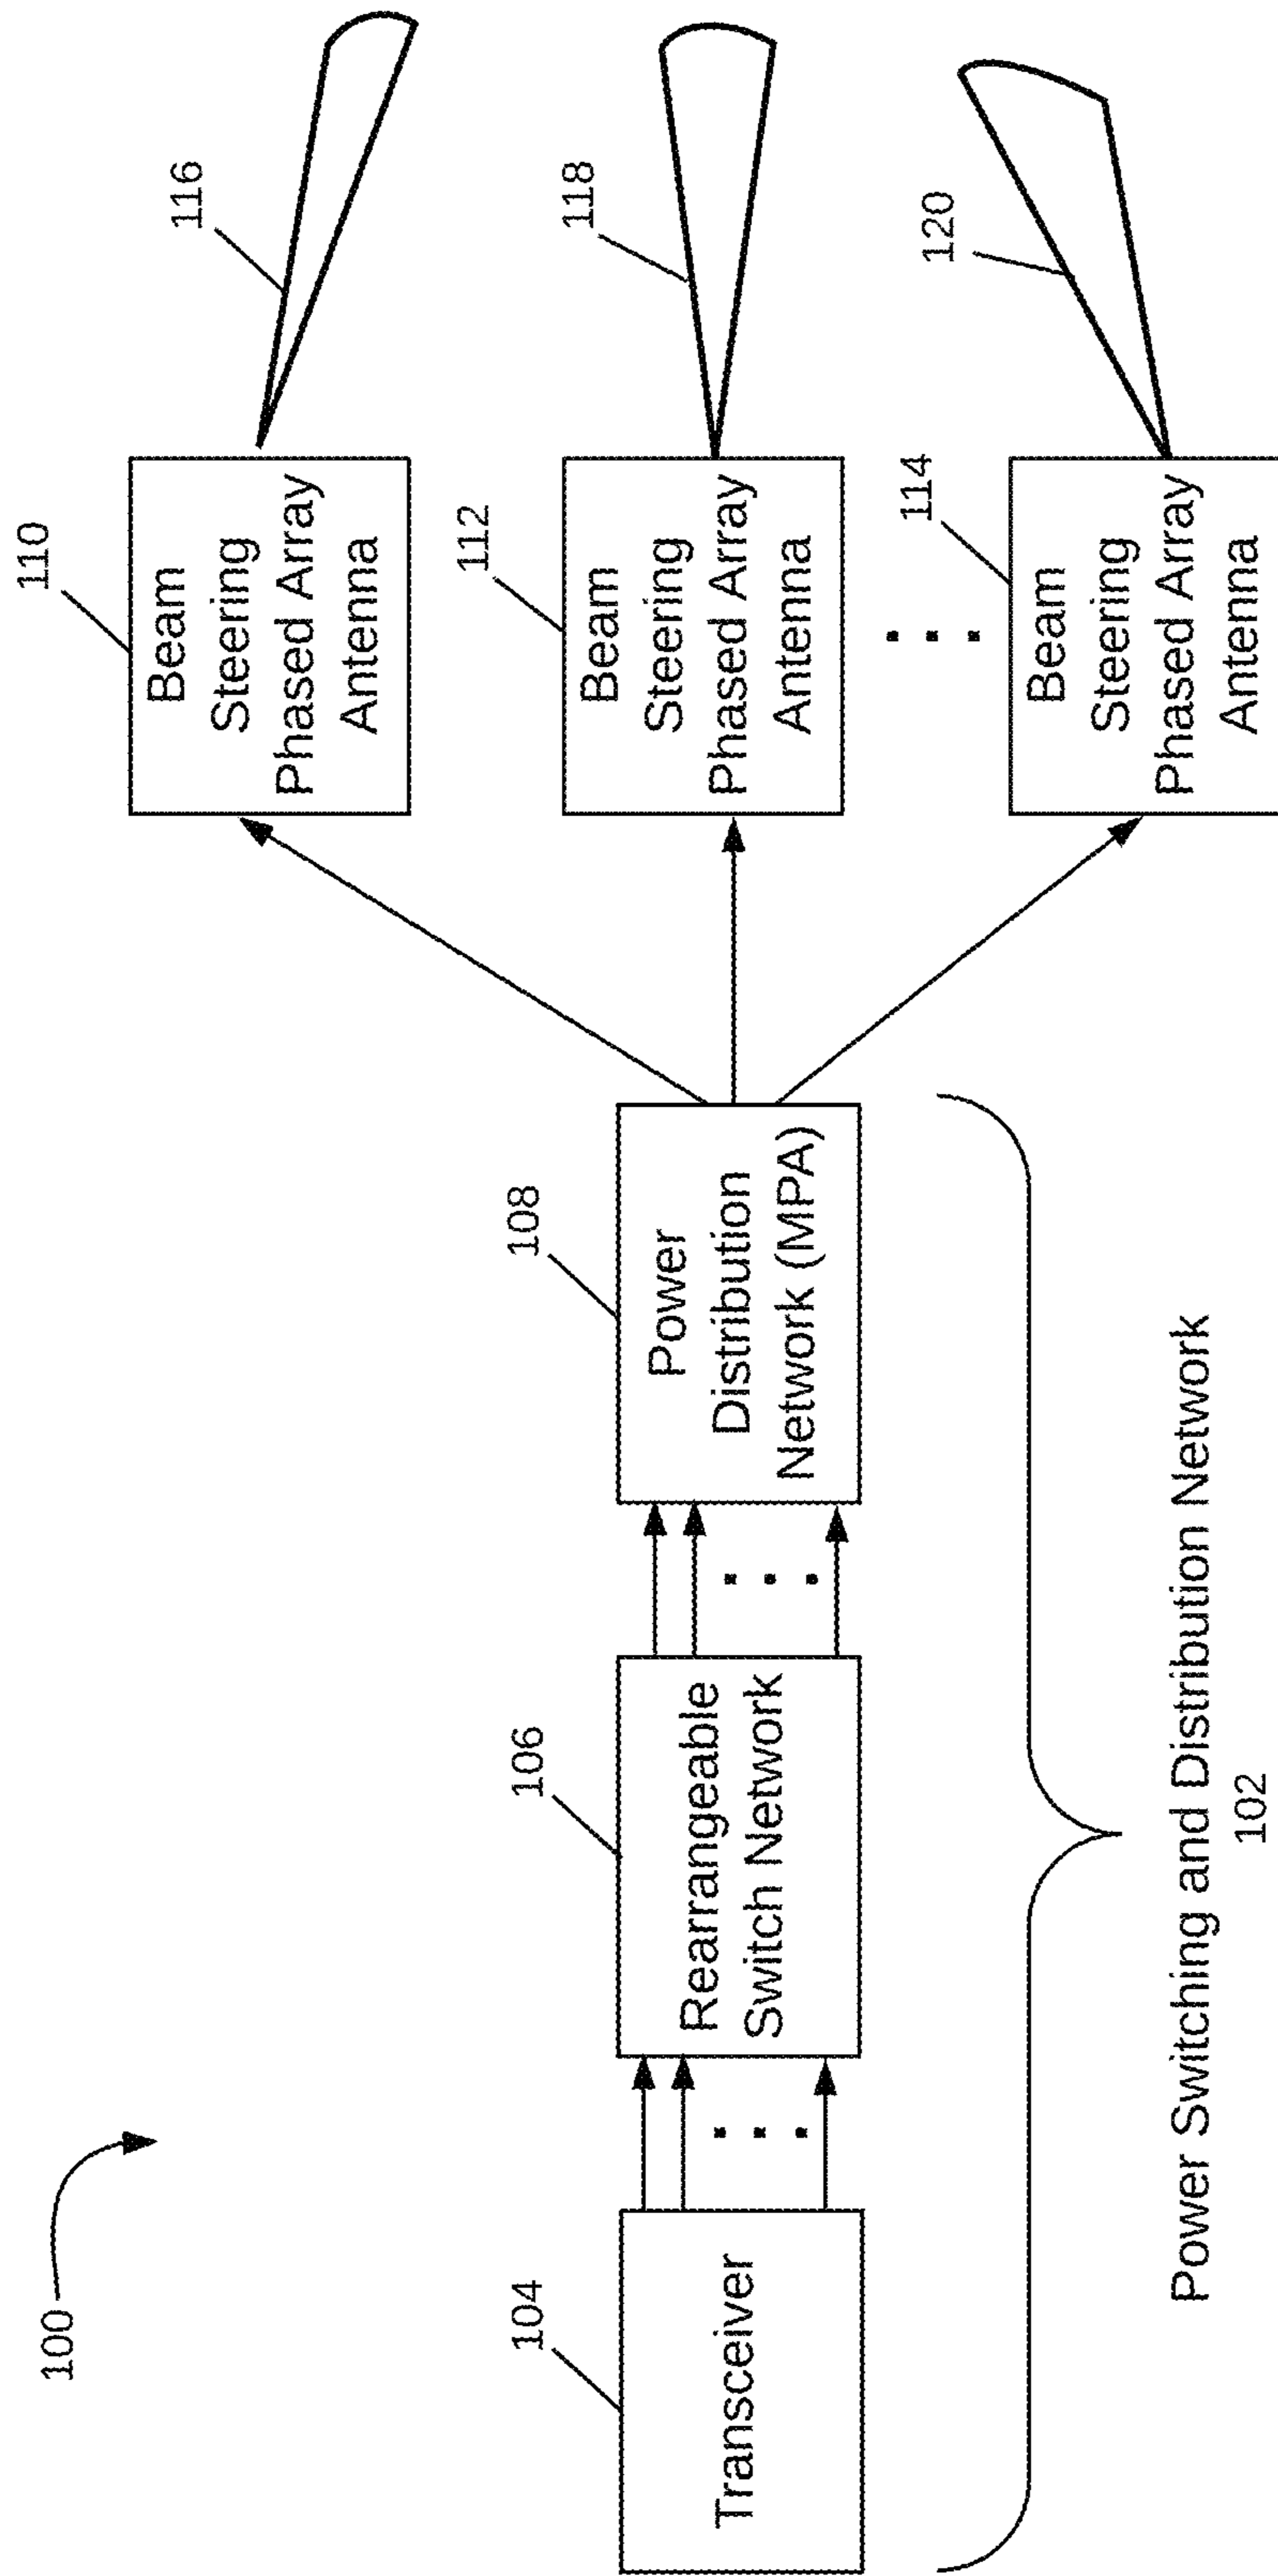 100
104
Transceiver
106
Rearrangeable
Switch Network
108
Power
Distribution
Network (MPA)
110
Beam
Steering
Phased Array
Antenna
116
112
Beam
Steering
Phased Array
Antenna
118
114
Beam
Steering
Phased Array
Antenna
120
Power Switching and Distribution Network
102